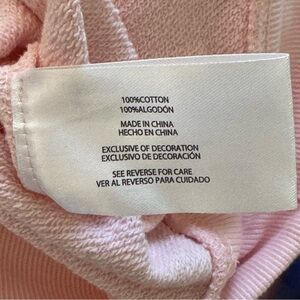 100%COTTON
100%ALGODÓN
MADE IN CHINA
HECHO EN CHINA
EXCLUSIVE OF DECORATION
EXCLUSIVO DE DECORACIÓN
SEE REVERSE FOR CARE
VER AL REVERSO PARA CUIDADO